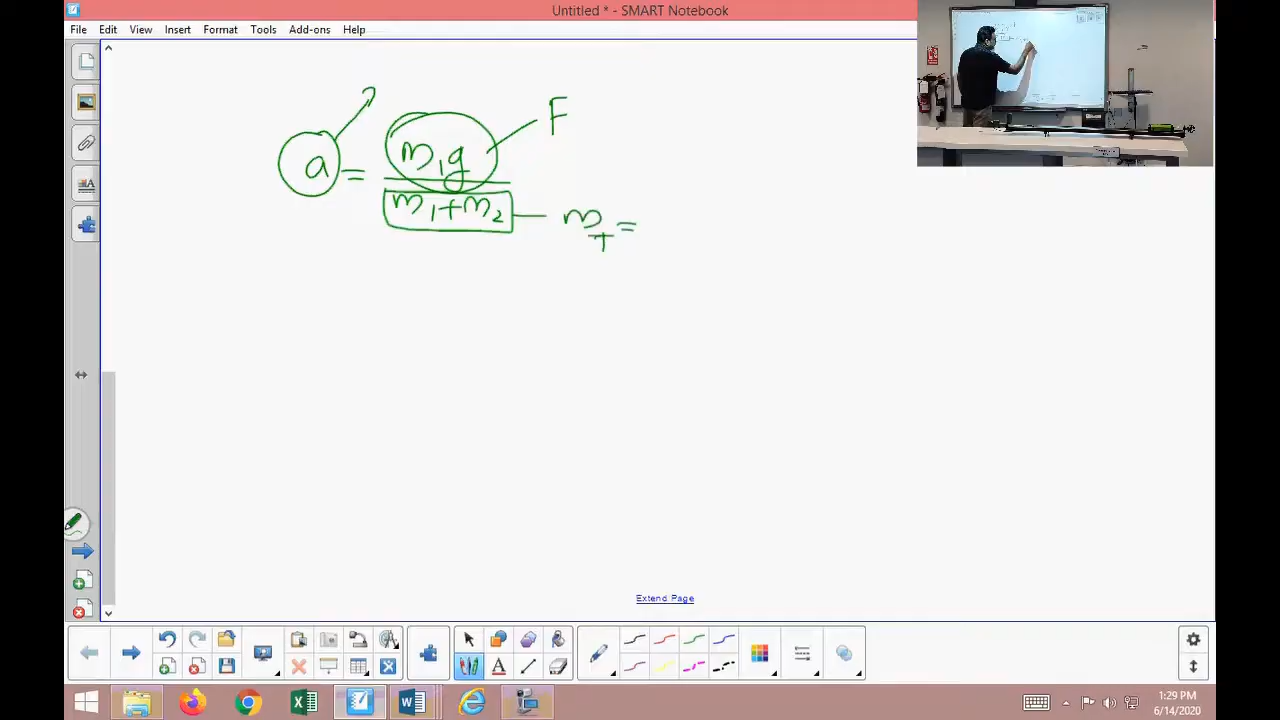 Untitled * - SMART Notebook
File Edit View Insert Format Tools Add-ons Help
a = m₁g / m₁+m₂
F
m_T =
Extend Page
1:29 PM
6/14/2020